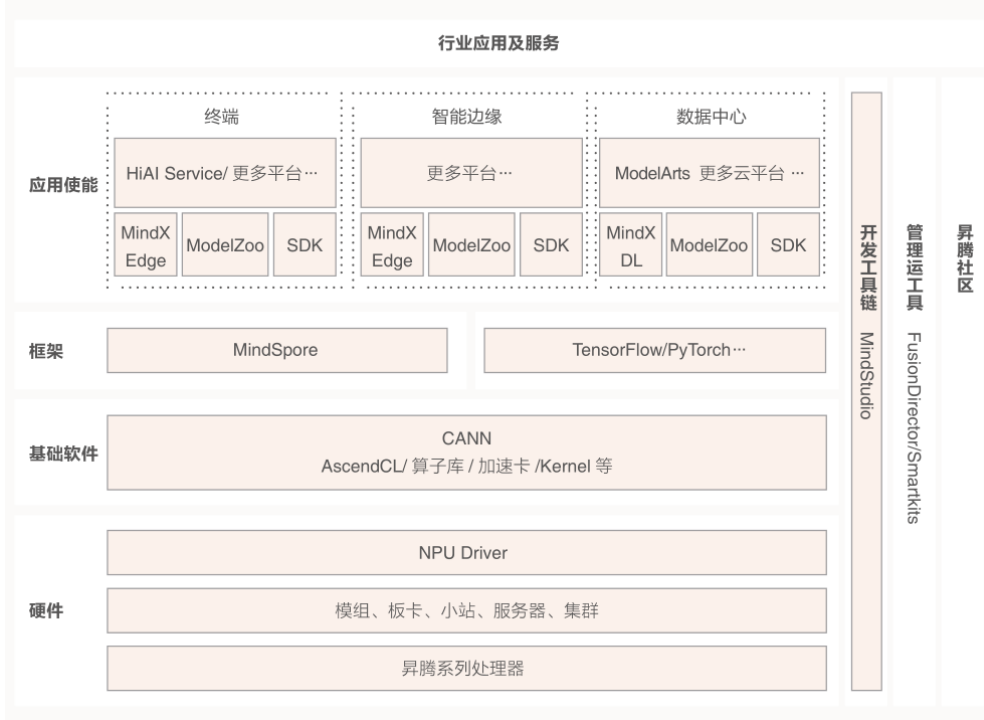 行业应用及服务
应用使能
终端
HiAI Service/ 更多平台…
MindX
Edge
ModelZoo
SDK
智能边缘
更多平台…
MindX
Edge
ModelZoo
SDK
数据中心
ModelArts 更多云平台 …
MindX
DL
ModelZoo
SDK
框架
MindSpore
TensorFlow/PyTorch…
基础软件
CANN
AscendCL/ 算子库 / 加速卡 /Kernel 等
硬件
NPU Driver
模组、板卡、小站、服务器、集群
昇腾系列处理器
开发工具链 MindStudio
管理运工具 FusionDirector/Smartkits
昇腾社区